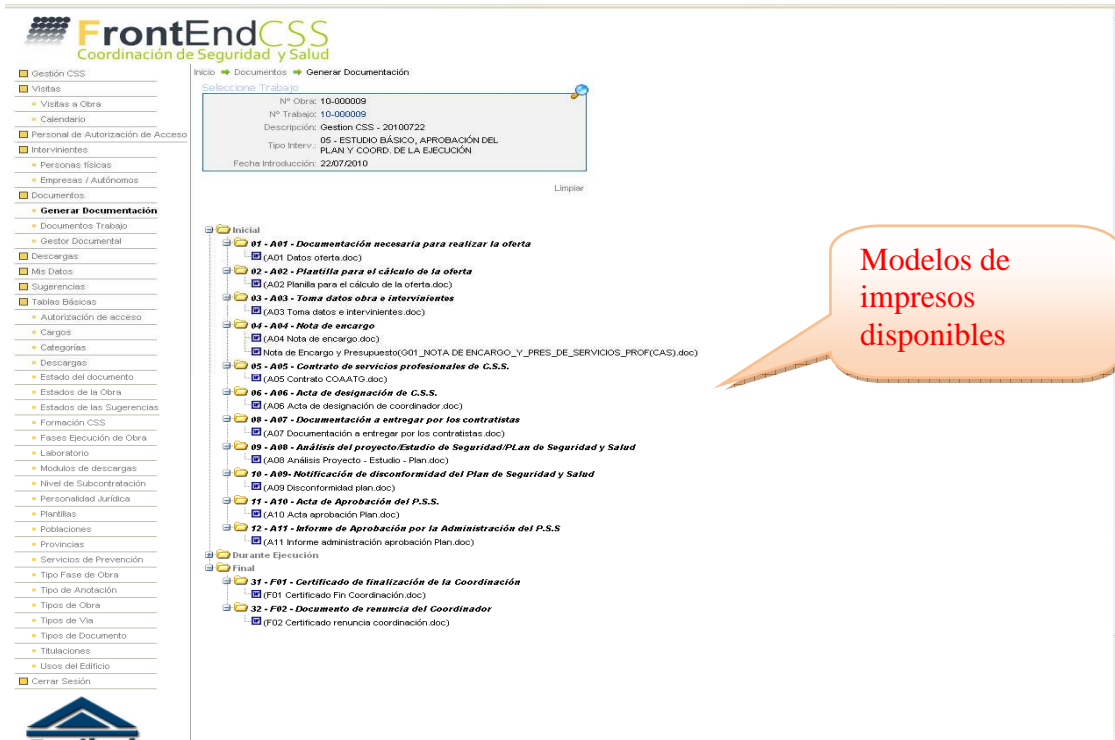 FrontEndCSS
Coordinación de Seguridad y Salud
Gestión CSS
Visitas
Visitas a Obra
Calendario
Personal de Autorización de Acceso
Intervinientes
Personas físicas
Empresas / Autónomos
Documentos
Generar Documentación
Documentos Trabajo
Gestor Documental
Descargas
Mis Datos
Sugerencias
Tablas Básicas
Autorización de acceso
Cargos
Categorías
Descargas
Estado del documento
Estados de la Obra
Estados de las Sugerencias
Formación CSS
Fases Ejecución de Obra
Laboratorio
Modulos de descargas
Nivel de Subcontratación
Personalidad Jurídica
Plantillas
Poblaciones
Provincias
Servicios de Prevención
Tipo Fase de Obra
Tipo de Anotación
Tipos de Obra
Tipos de Via
Tipos de Documento
Titulaciones
Usos del Edificio
Cerrar Sesión
Inicio Documentos Generar Documentación
Seleccione Trabajo
Nº Obra: 10-000009
Nº Trabajo: 10-000009
Descripción: Gestion CSS - 20100722
Tipo Interv.: 05 - ESTUDIO BÁSICO, APROBACIÓN DEL
PLAN Y COORD. DE LA EJECUCIÓN
Fecha Introducción: 22/07/2010
Limpiar
Inicial
01 - A01 - Documentación necesaria para realizar la oferta
(A01 Datos oferta.doc)
02 - A02 - Plantilla para el cálculo de la oferta
(A02 Planilla para el cálculo de la oferta.doc)
03 - A03 - Toma datos obra e intervinientes
(A03 Toma datos e intervinientes.doc)
04 - A04 - Nota de encargo
(A04 Nota de encargo.doc)
Nota de Encargo y Presupuesto(G01_NOTA DE ENCARGO_Y_PRES_DE_SERVICIOS_PROF(CAS).doc)
05 - A05 - Contrato de servicios profesionales de C.S.S.
(A05 Contrato COAATG.doc)
06 - A06 - Acta de designación de C.S.S.
(A06 Acta de designación de coordinador.doc)
08 - A07 - Documentación a entregar por los contratistas
(A07 Documentación a entregar por los contratistas.doc)
09 - A08 - Análisis del proyecto/Estudio de Seguridad/PLan de Seguridad y Salud
(A08 Análisis Proyecto - Estudio - Plan.doc)
10 - A09- Notificación de disconformidad del Plan de Seguridad y Salud
(A09 Disconformidad plan.doc)
11 - A10 - Acta de Aprobación del P.S.S.
(A10 Acta aprobación Plan.doc)
12 - A11 - Informe de Aprobación por la Administración del P.S.S
(A11 Informe administración aprobación Plan.doc)
Durante Ejecución
Final
31 - F01 - Certificado de finalización de la Coordinación
(F01 Certificado Fin Coordinación.doc)
32 - F02 - Documento de renuncia del Coordinador
(F02 Certificado renuncia coordinación.doc)
Modelos de
impresos
disponibles